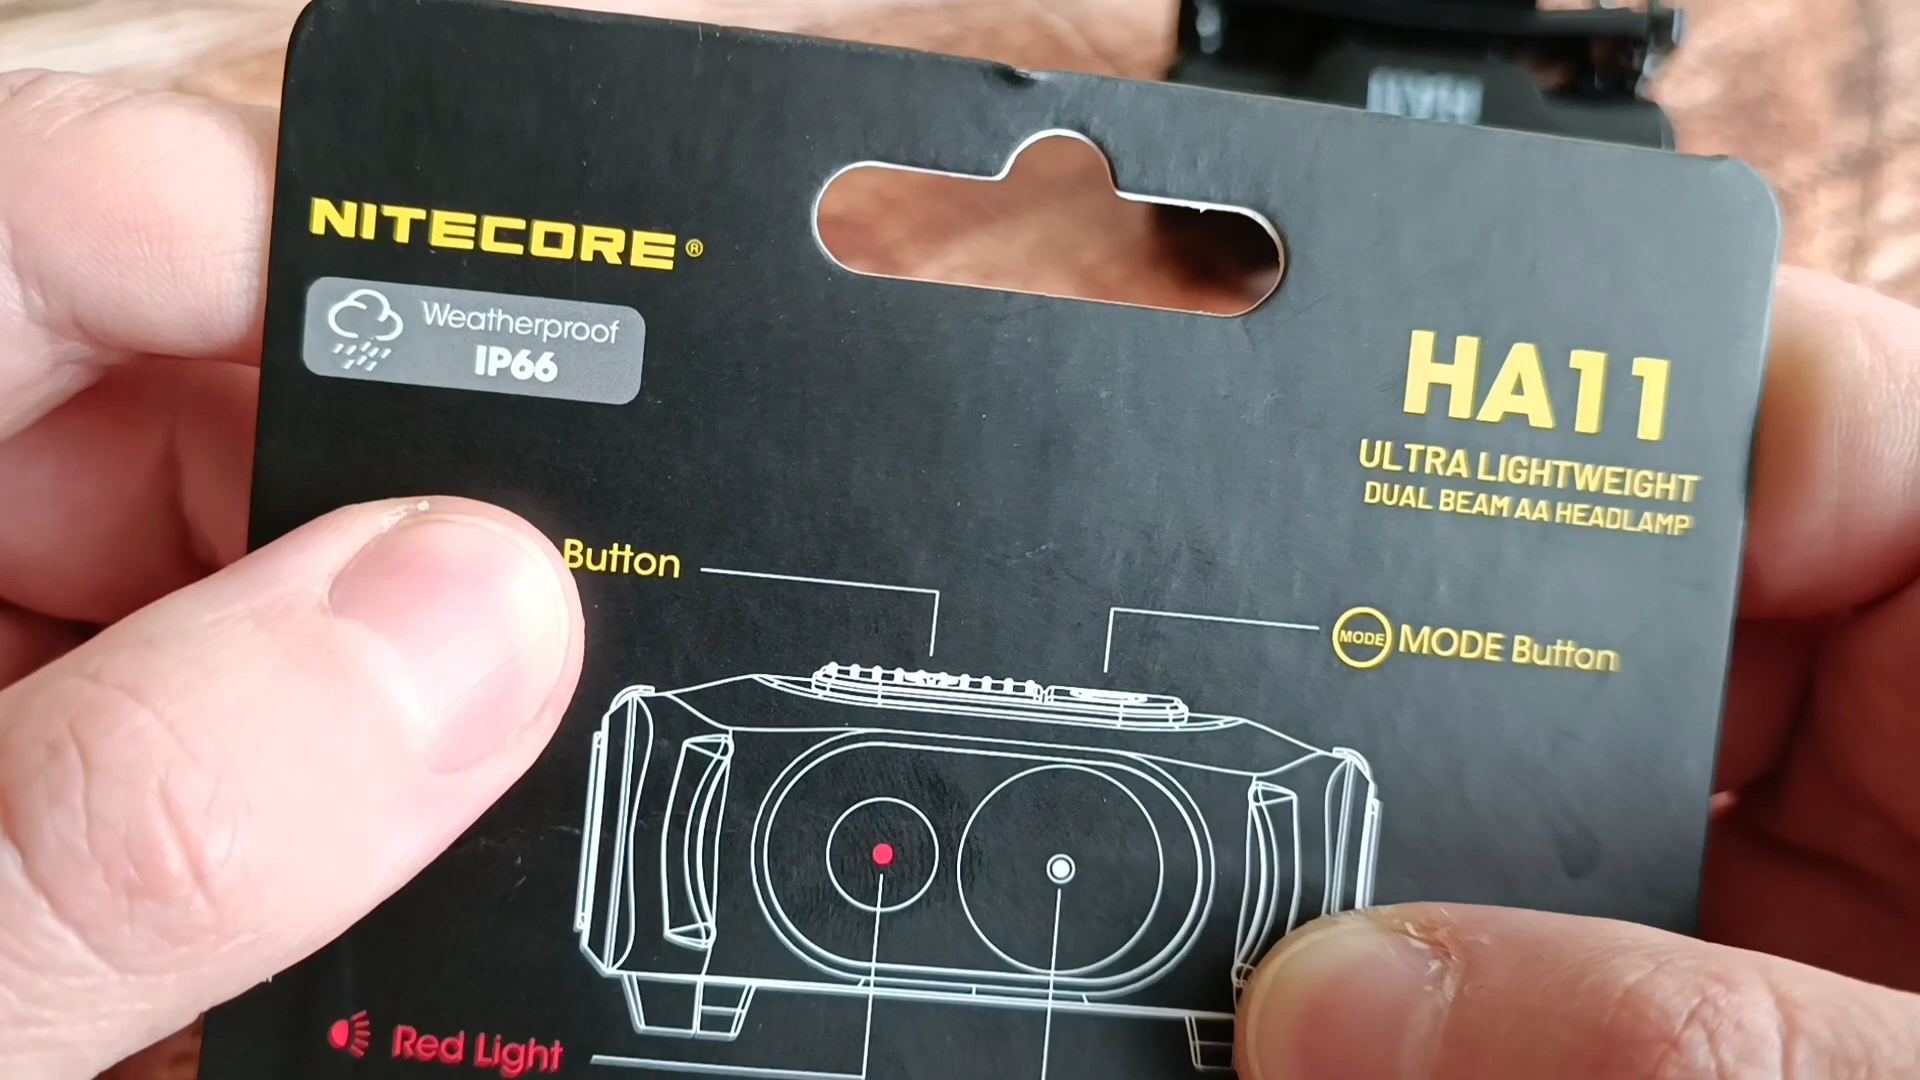 NITECORE®
Weatherproof
IP66
HA11
ULTRA LIGHTWEIGHT
DUAL BEAM AA HEADLAMP
Button
MODE MODE Button
Red Light